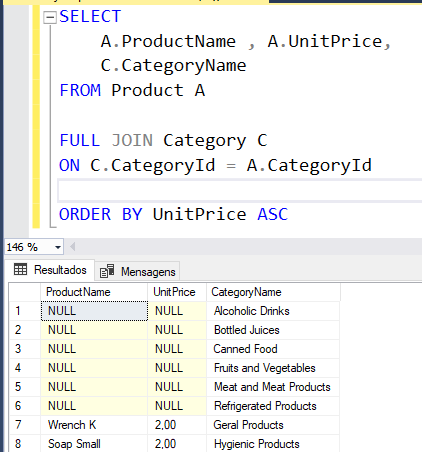 SELECT
A.ProductName , A.UnitPrice,
C.CategoryName
FROM Product A
FULL JOIN Category C
ON C.CategoryId = A.CategoryId
ORDER BY UnitPrice ASC
146 %
Resultados Mensagens
ProductName UnitPrice CategoryName
1 NULL NULL Alcoholic Drinks
2 NULL NULL Bottled Juices
3 NULL NULL Canned Food
4 NULL NULL Fruits and Vegetables
5 NULL NULL Meat and Meat Products
6 NULL NULL Refrigerated Products
7 Wrench K 2,00 Geral Products
8 Soap Small 2,00 Hygienic Products